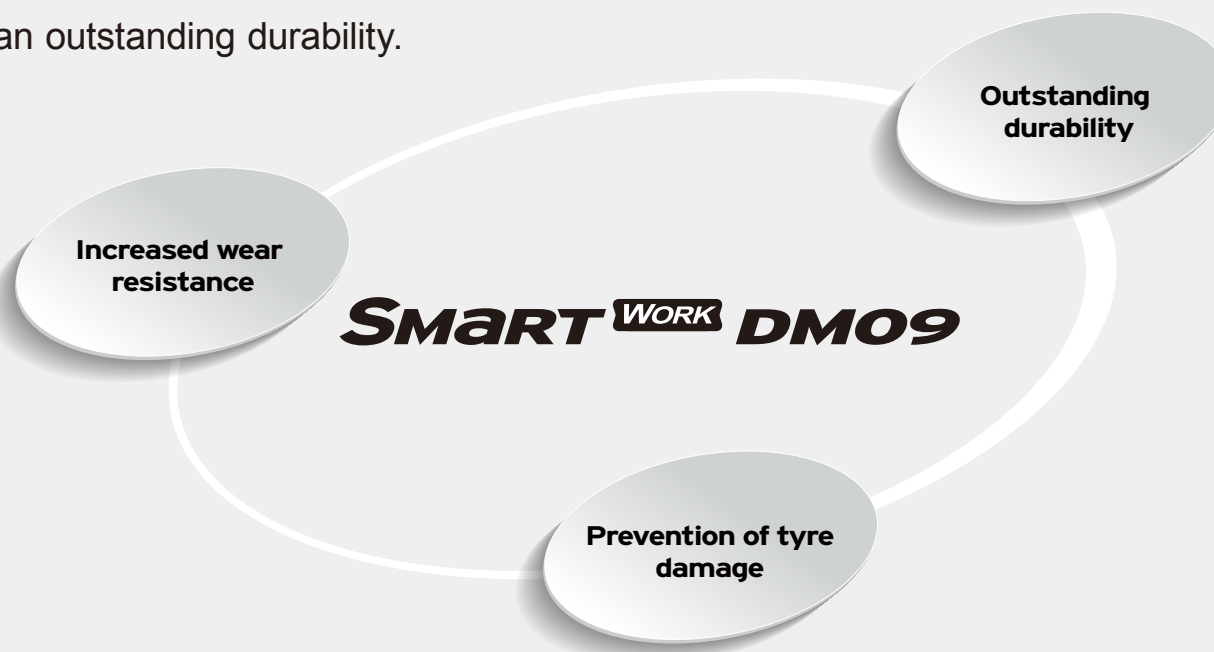 an outstanding durability.
Outstanding
durability
Increased wear
resistance
SMaRT WORK DM09
Prevention of tyre
damage